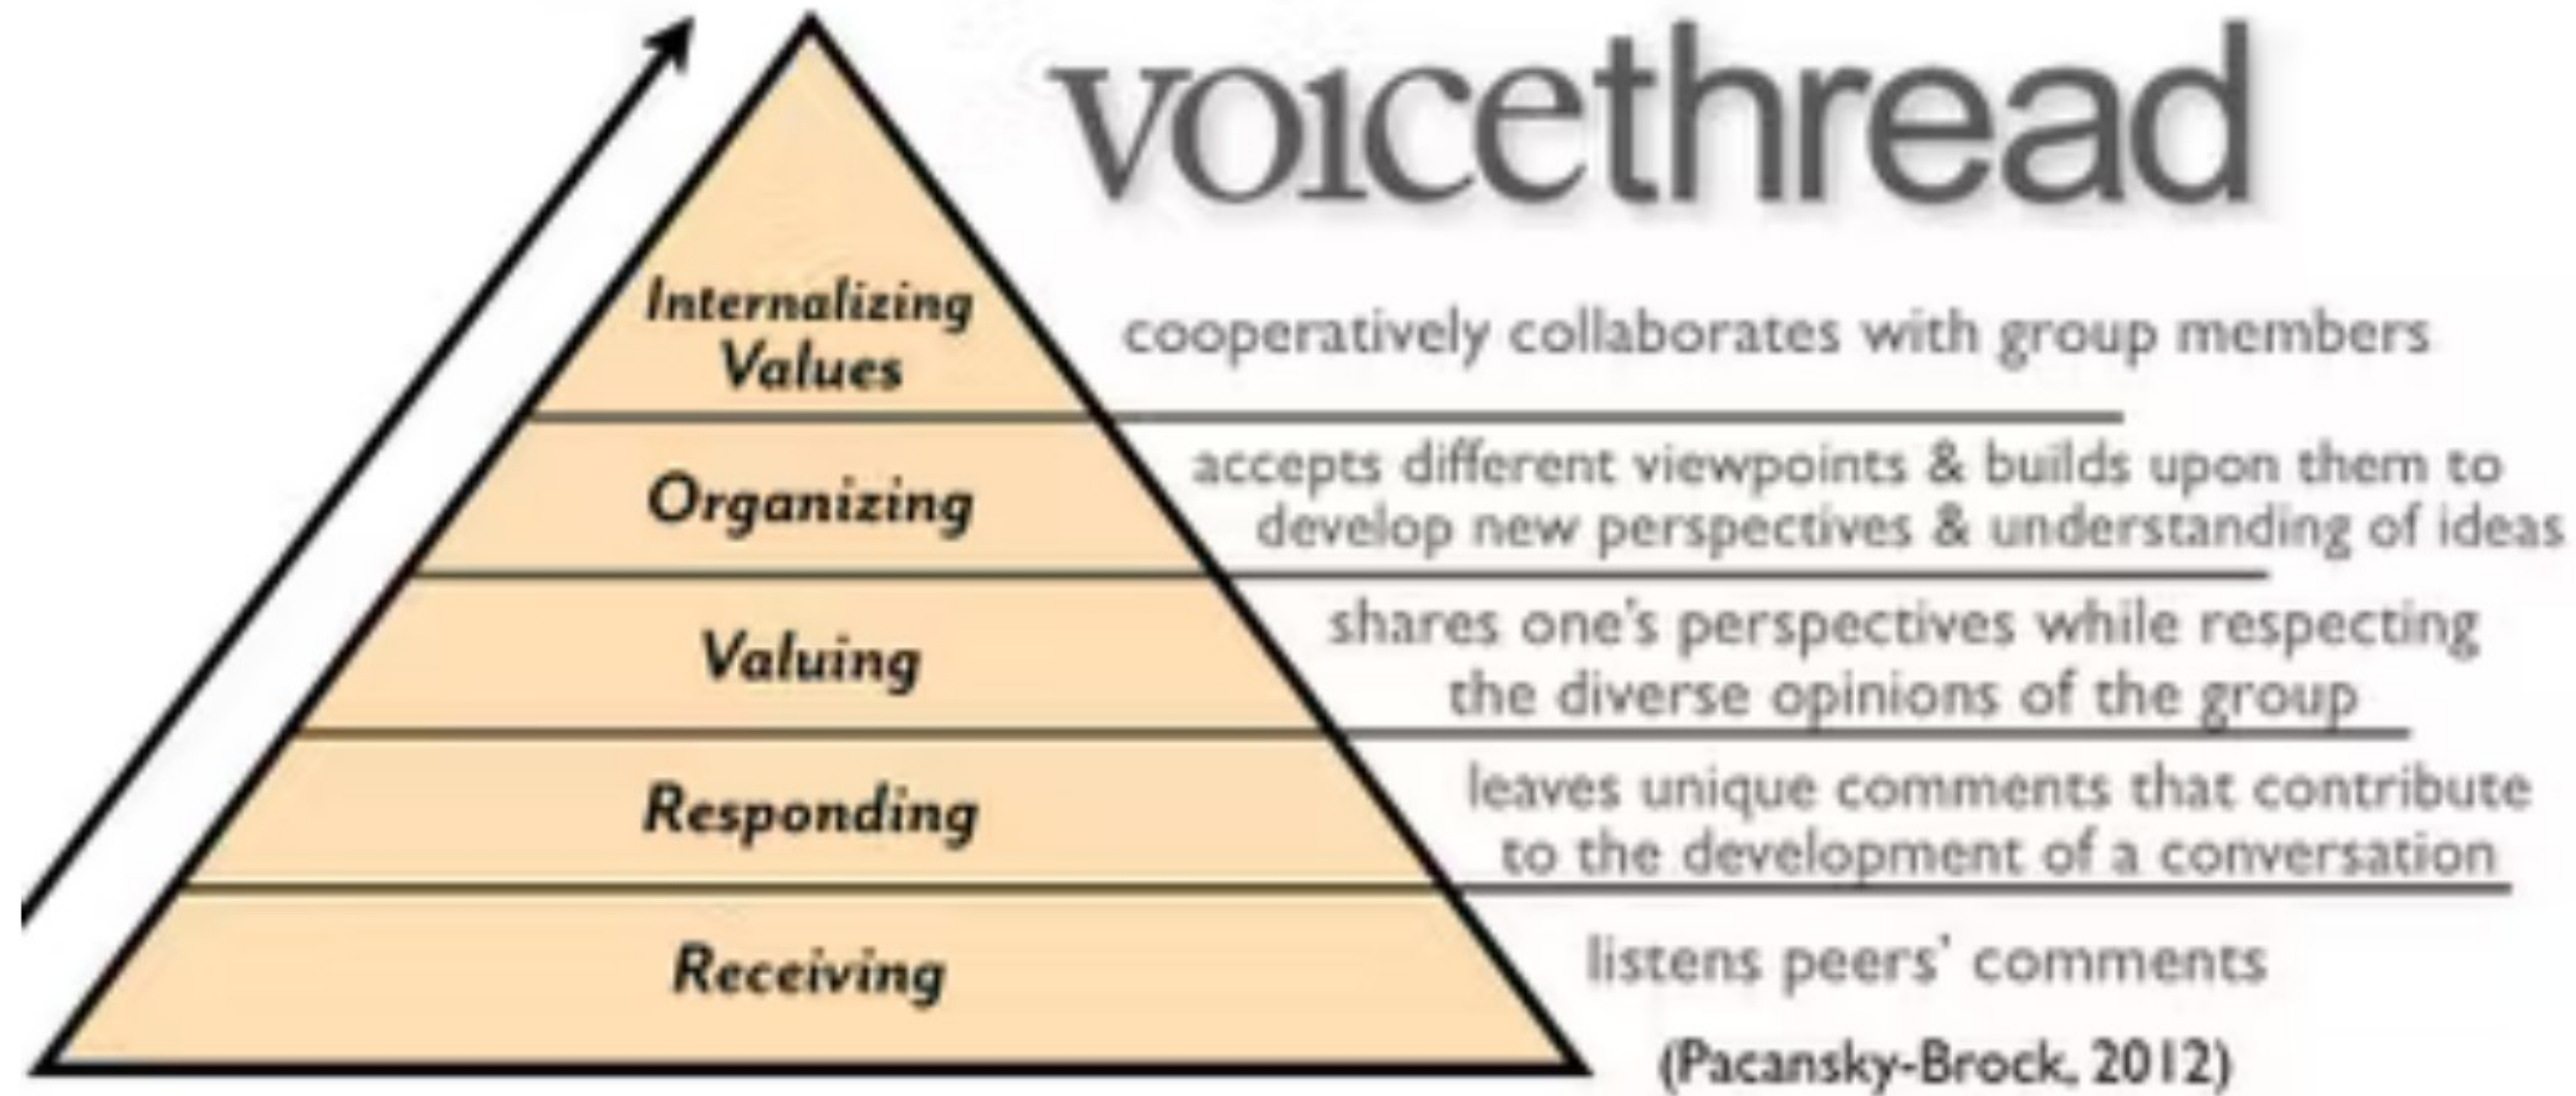 voicethread
Internalizing
Values
cooperatively collaborates with group members
Organizing
accepts different viewpoints & builds upon them to
develop new perspectives & understanding of ideas
Valuing
shares one's perspectives while respecting
the diverse opinions of the group
Responding
leaves unique comments that contribute
to the development of a conversation
Receiving
listens peers' comments
(Pacansky-Brock, 2012)